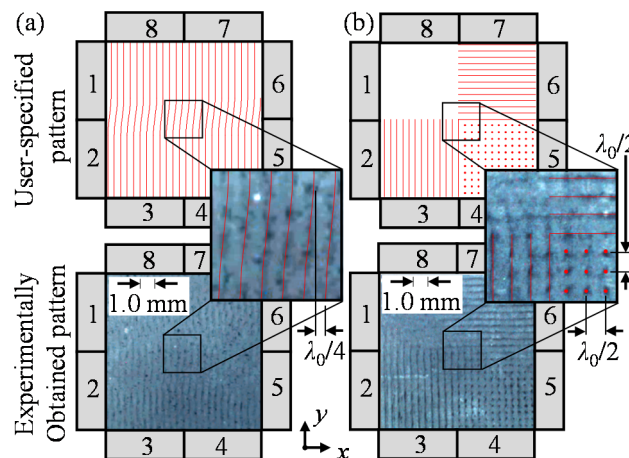 (a)
(b)
User-specified
pattern
8 7
1
6
2
5
3 4
8 7
1
6
2
5
λ₀/2
3 4
Experimentally
Obtained pattern
8 7
1
6
2
5
3 4
1.0 mm
λ₀/4
8
1
6
2
5
3 4
1.0 mm
λ₀/2
y
x